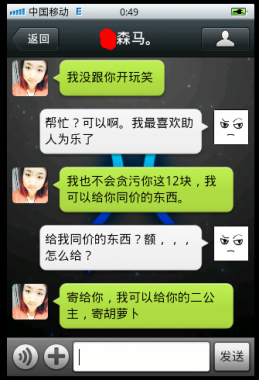 中国移动 E 0:49
返回
森马。
我没跟你开玩笑
帮忙？可以啊。我最喜欢助
人为乐了
我也不会贪污你这12块，我
可以给你同价的东西。
给我同价的东西？额，，，
怎么给？
寄给你，我可以给你的二公
主，寄胡萝卜
发送